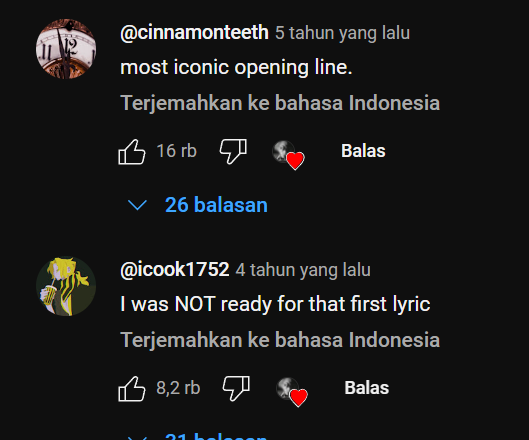 @cinnamonteeth 5 tahun yang lalu
most iconic opening line.
Terjemahkan ke bahasa Indonesia
16 rb
Balas
26 balasan
@icook1752 4 tahun yang lalu
I was NOT ready for that first lyric
Terjemahkan ke bahasa Indonesia
8,2 rb
Balas
31 balasan